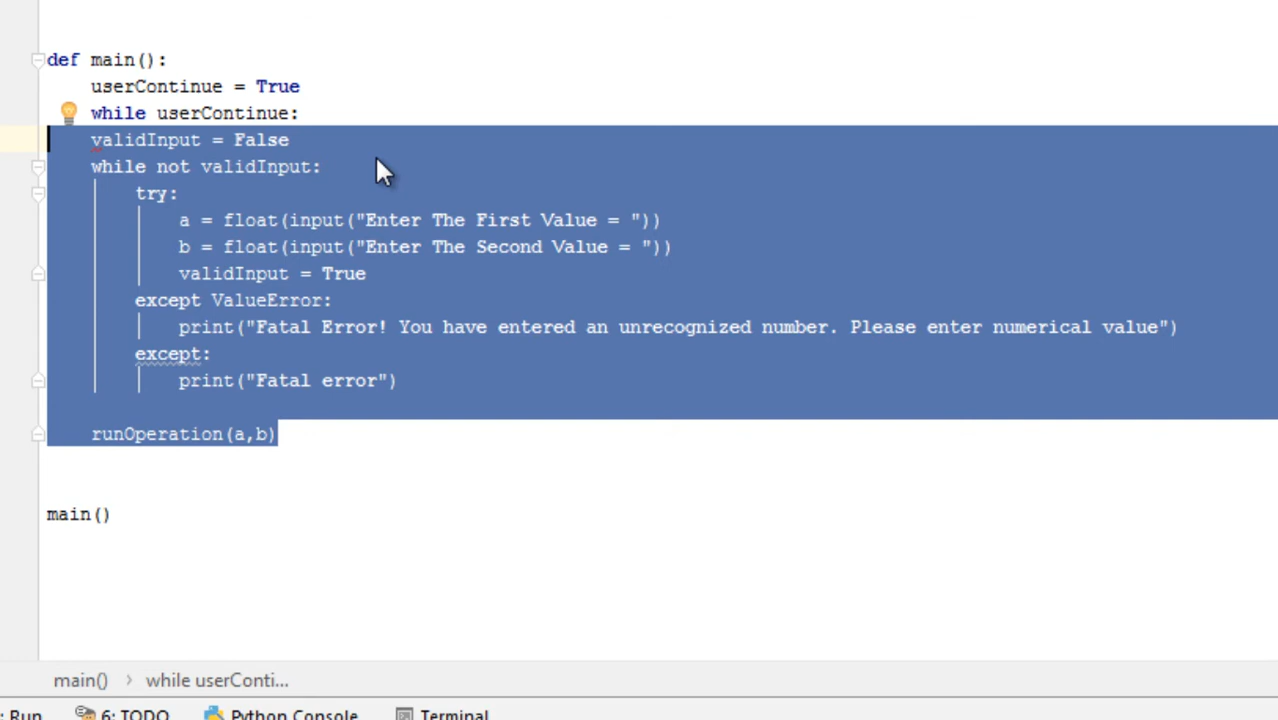 def main():
    userContinue = True
    while userContinue:
    validInput = False
    while not validInput:
        try:
            a = float(input("Enter The First Value = "))
            b = float(input("Enter The Second Value = "))
            validInput = True
        except ValueError:
            print("Fatal Error! You have entered an unrecognized number. Please enter numerical value")
        except:
            print("Fatal error")
    runOperation(a,b)
main()
main() › while userConti...
: Run 6: TODO Python Console Terminal